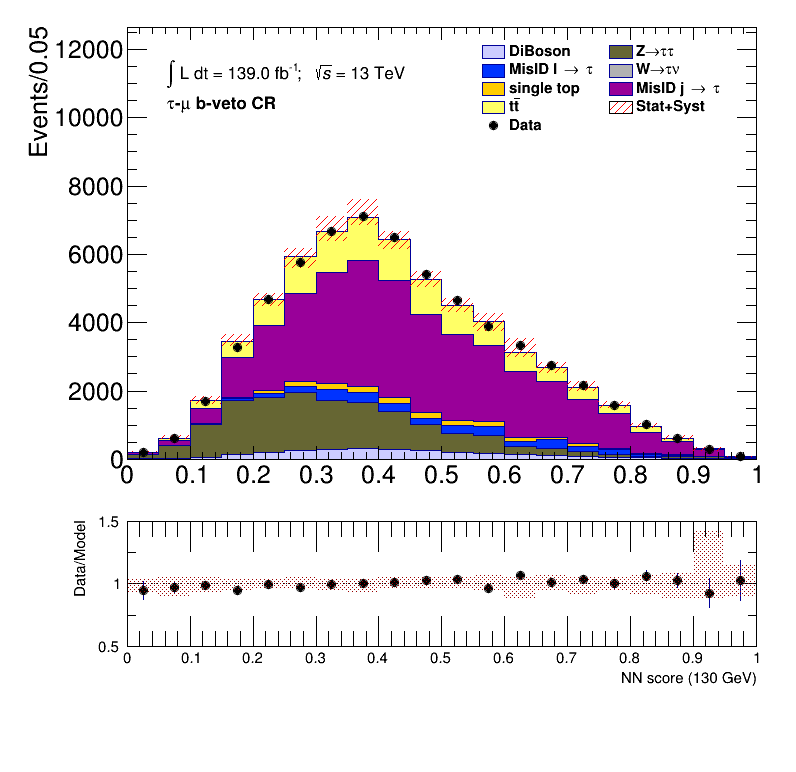 Events/0.05
12000
10000
8000
6000
4000
2000
0
∫ L dt = 139.0 fb⁻¹; √s = 13 TeV
τ-μ b-veto CR
DiBoson
MisID l → τ
single top
tt̄
Data
Z→ττ
W→τν
MisID j → τ
Stat+Syst
0 0.1 0.2 0.3 0.4 0.5 0.6 0.7 0.8 0.9 1
Data/Model
1.5
1
0.5
0 0.1 0.2 0.3 0.4 0.5 0.6 0.7 0.8 0.9 1
NN score (130 GeV)